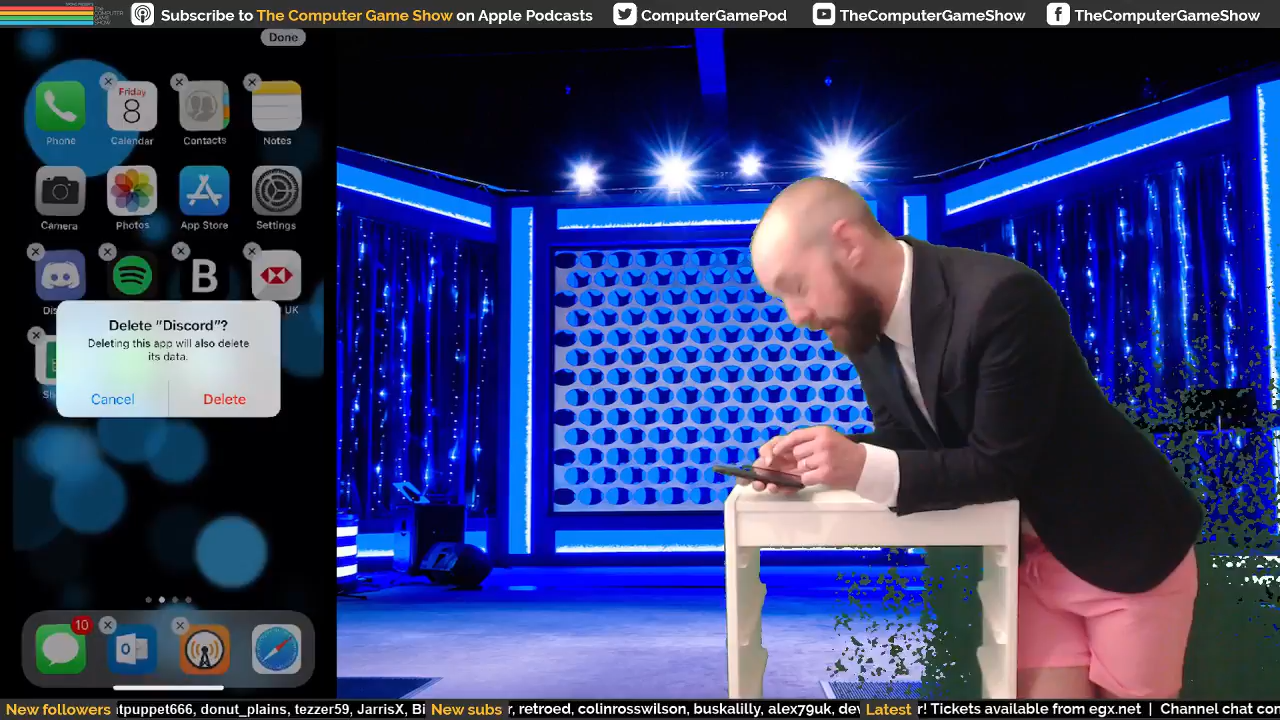 Subscribe to The Computer Game Show on Apple Podcasts
ComputerGamePod
TheComputerGameShow
TheComputerGameShow
Done
Friday
8
Phone
Calendar
Contacts
Notes
Camera
Photos
App Store
Settings
B
UK
Delete "Discord"?
Deleting this app will also delete
its data.
Cancel
Delete
10
New followers
tpuppet666, donut_plains, tezzer59, JarrisX, Bi
New subs
r, retroed, colinrosswilson, buskalilly, alex79uk, dev
Latest
r! Tickets available from egx.net | Channel chat con